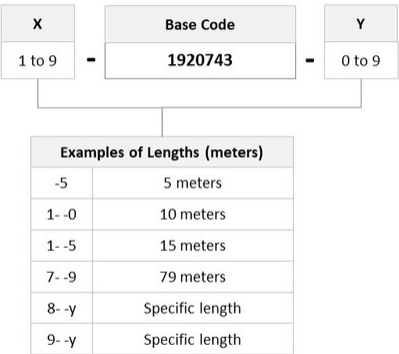 X Base Code Y
1 to 9 - 1920743 - 0 to 9
Examples of Lengths (meters)
-5 5 meters
1- -0 10 meters
1- -5 15 meters
7- -9 79 meters
8- -y Specific length
9- -y Specific length